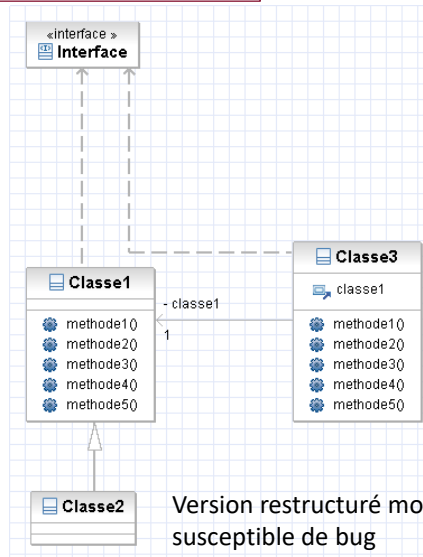 «interface »
Interface
Classe1
methode1()
methode2()
methode3()
methode4()
methode5()
- classe1
1
Classe3
classe1
methode1()
methode2()
methode3()
methode4()
methode5()
Classe2
Version restructuré
susceptible de bug